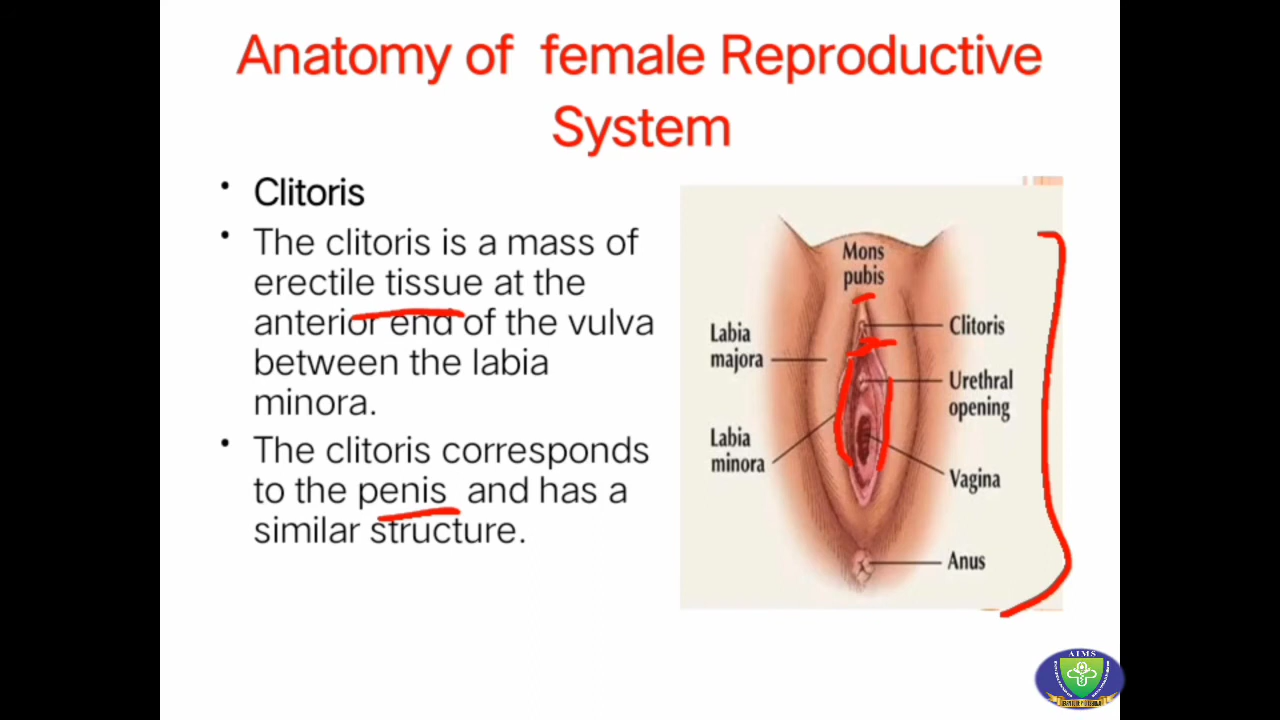 Anatomy of female Reproductive
System
• Clitoris
• The clitoris is a mass of
erectile tissue at the
anterior end of the vulva
between the labia
minora.
• The clitoris corresponds
to the penis and has a
similar structure.
Mons
pubis
Labia
majora
Clitoris
Urethral
opening
Labia
minora
Vagina
Anus
AIMS